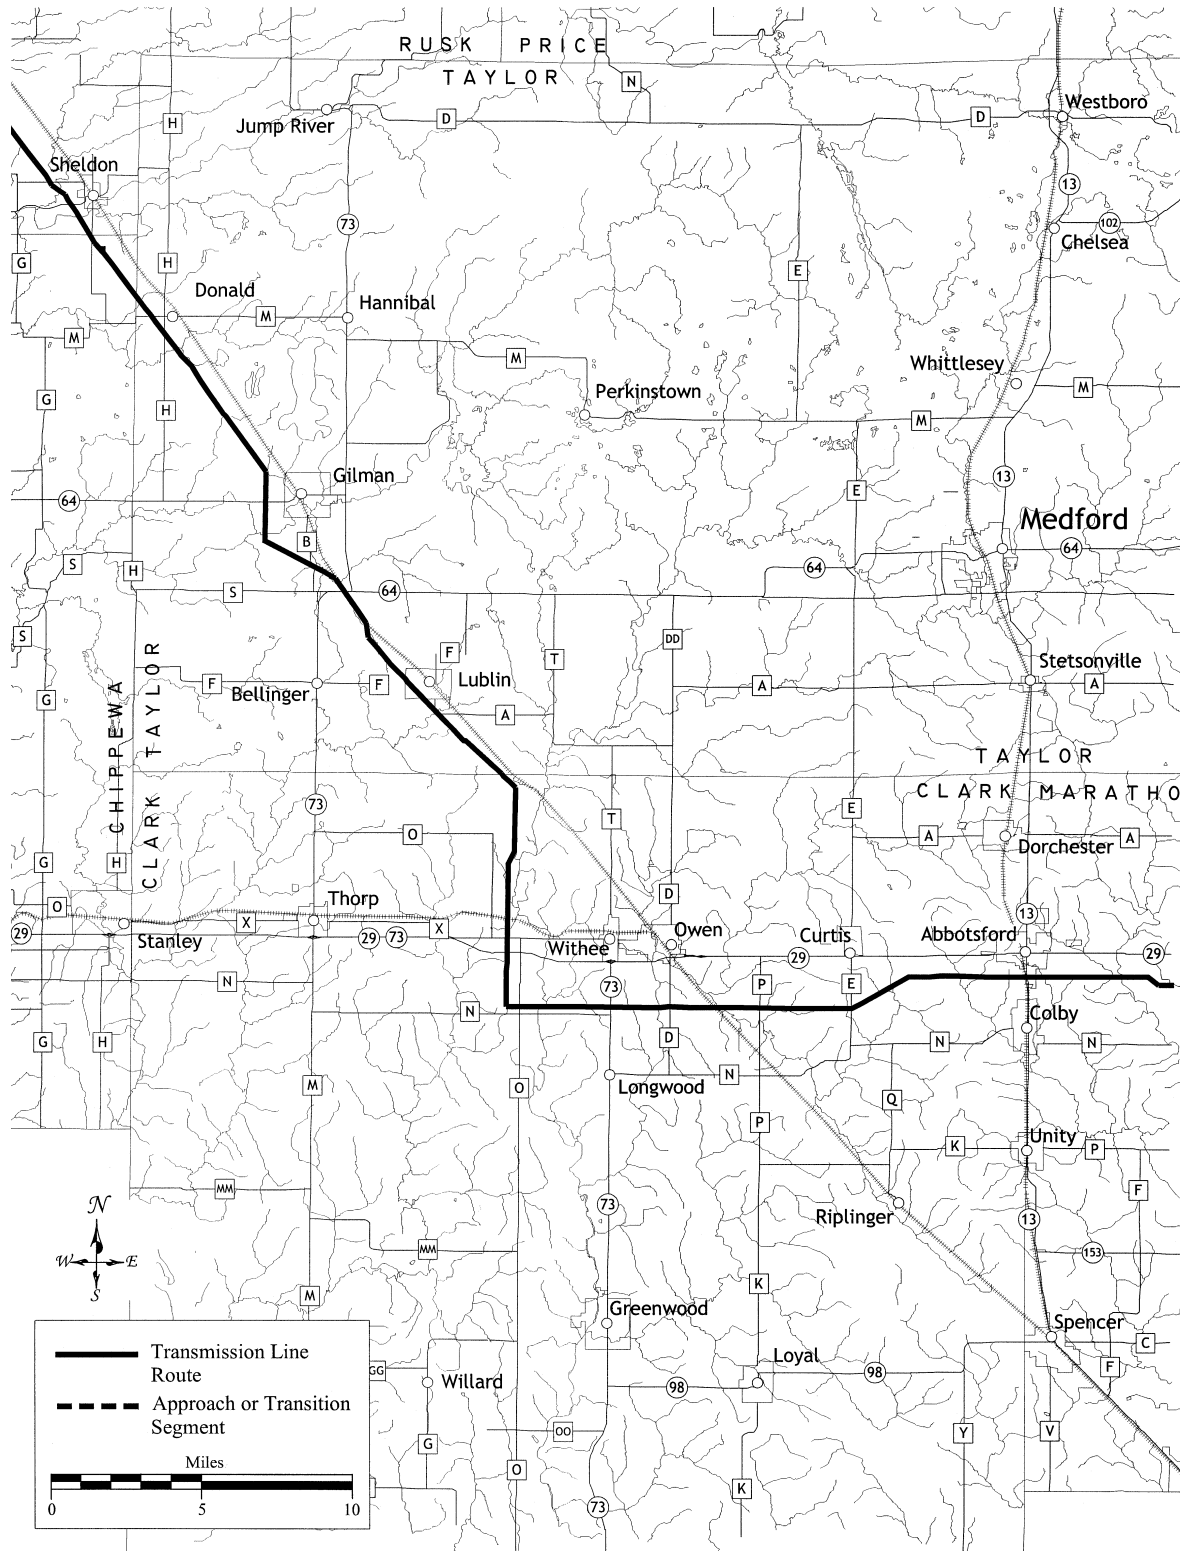 RUSK PRICE
TAYLOR
N
Westboro
H
Jump River
D
D
Sheldon
13
73
102
Chelsea
G
H
E
Donald
Hannibal
M
M
M
Whittlesey
M
Perkinstown
G
H
M
Gilman
13
64
E
Medford
B
64
S
H
64
S
64
S
DD
F
T
Stetsonville
F
Bellinger
F
Lublin
A
A
G
A
CHIPPEWA
CLARK TAYLOR
TAYLOR
CLARK MARATHO
73
E
T
O
A
A
Dorchester
G
H
D
Thorp
O
13
X
X
Owen
29
Stanley
29
73
Withee
Curtis
Abbotsford
29
29
N
73
P
E
N
Colby
G
H
D
N
N
M
O
Longwood
N
Q
P
K
Unity
P
MM
F
N
73
Riplinger
13
W
E
MM
153
S
M
K
Greenwood
Spencer
C
Transmission Line
Route
Loyal
GG
98
F
Willard
98
Approach or Transition
Segment
OO
Y
V
G
Miles
O
K
0
5
10
73